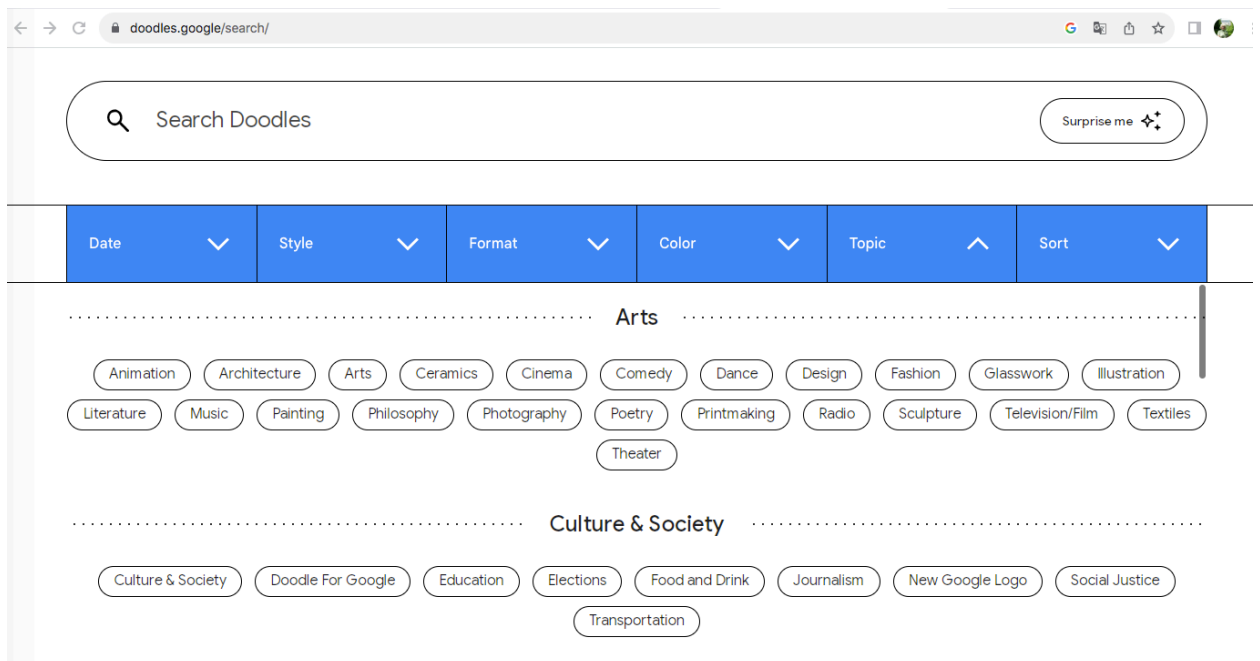 doodles.google/search/
Search Doodles Surprise me
Date Style Format Color Topic Sort
Arts
Animation Architecture Arts Ceramics Cinema Comedy Dance Design Fashion Glasswork Illustration
Literature Music Painting Philosophy Photography Poetry Printmaking Radio Sculpture Television/Film Textiles
Theater
Culture & Society
Culture & Society Doodle For Google Education Elections Food and Drink Journalism New Google Logo Social Justice
Transportation